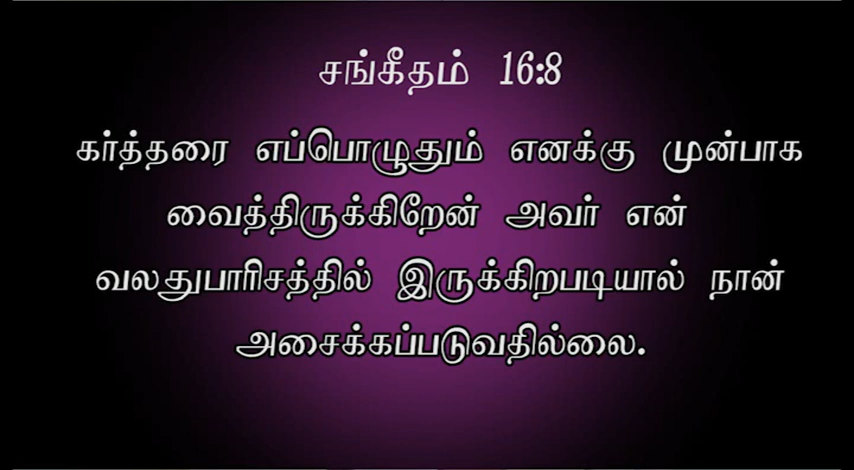 சங்கீதம் 16:8
கர்த்தரை எப்பொழுதும் எனக்கு முன்பாக
வைத்திருக்கிறேன் அவர் என்
வலதுபாரிசத்தில் இருக்கிறபடியால் நான்
அசைக்கப்படுவதில்லை.